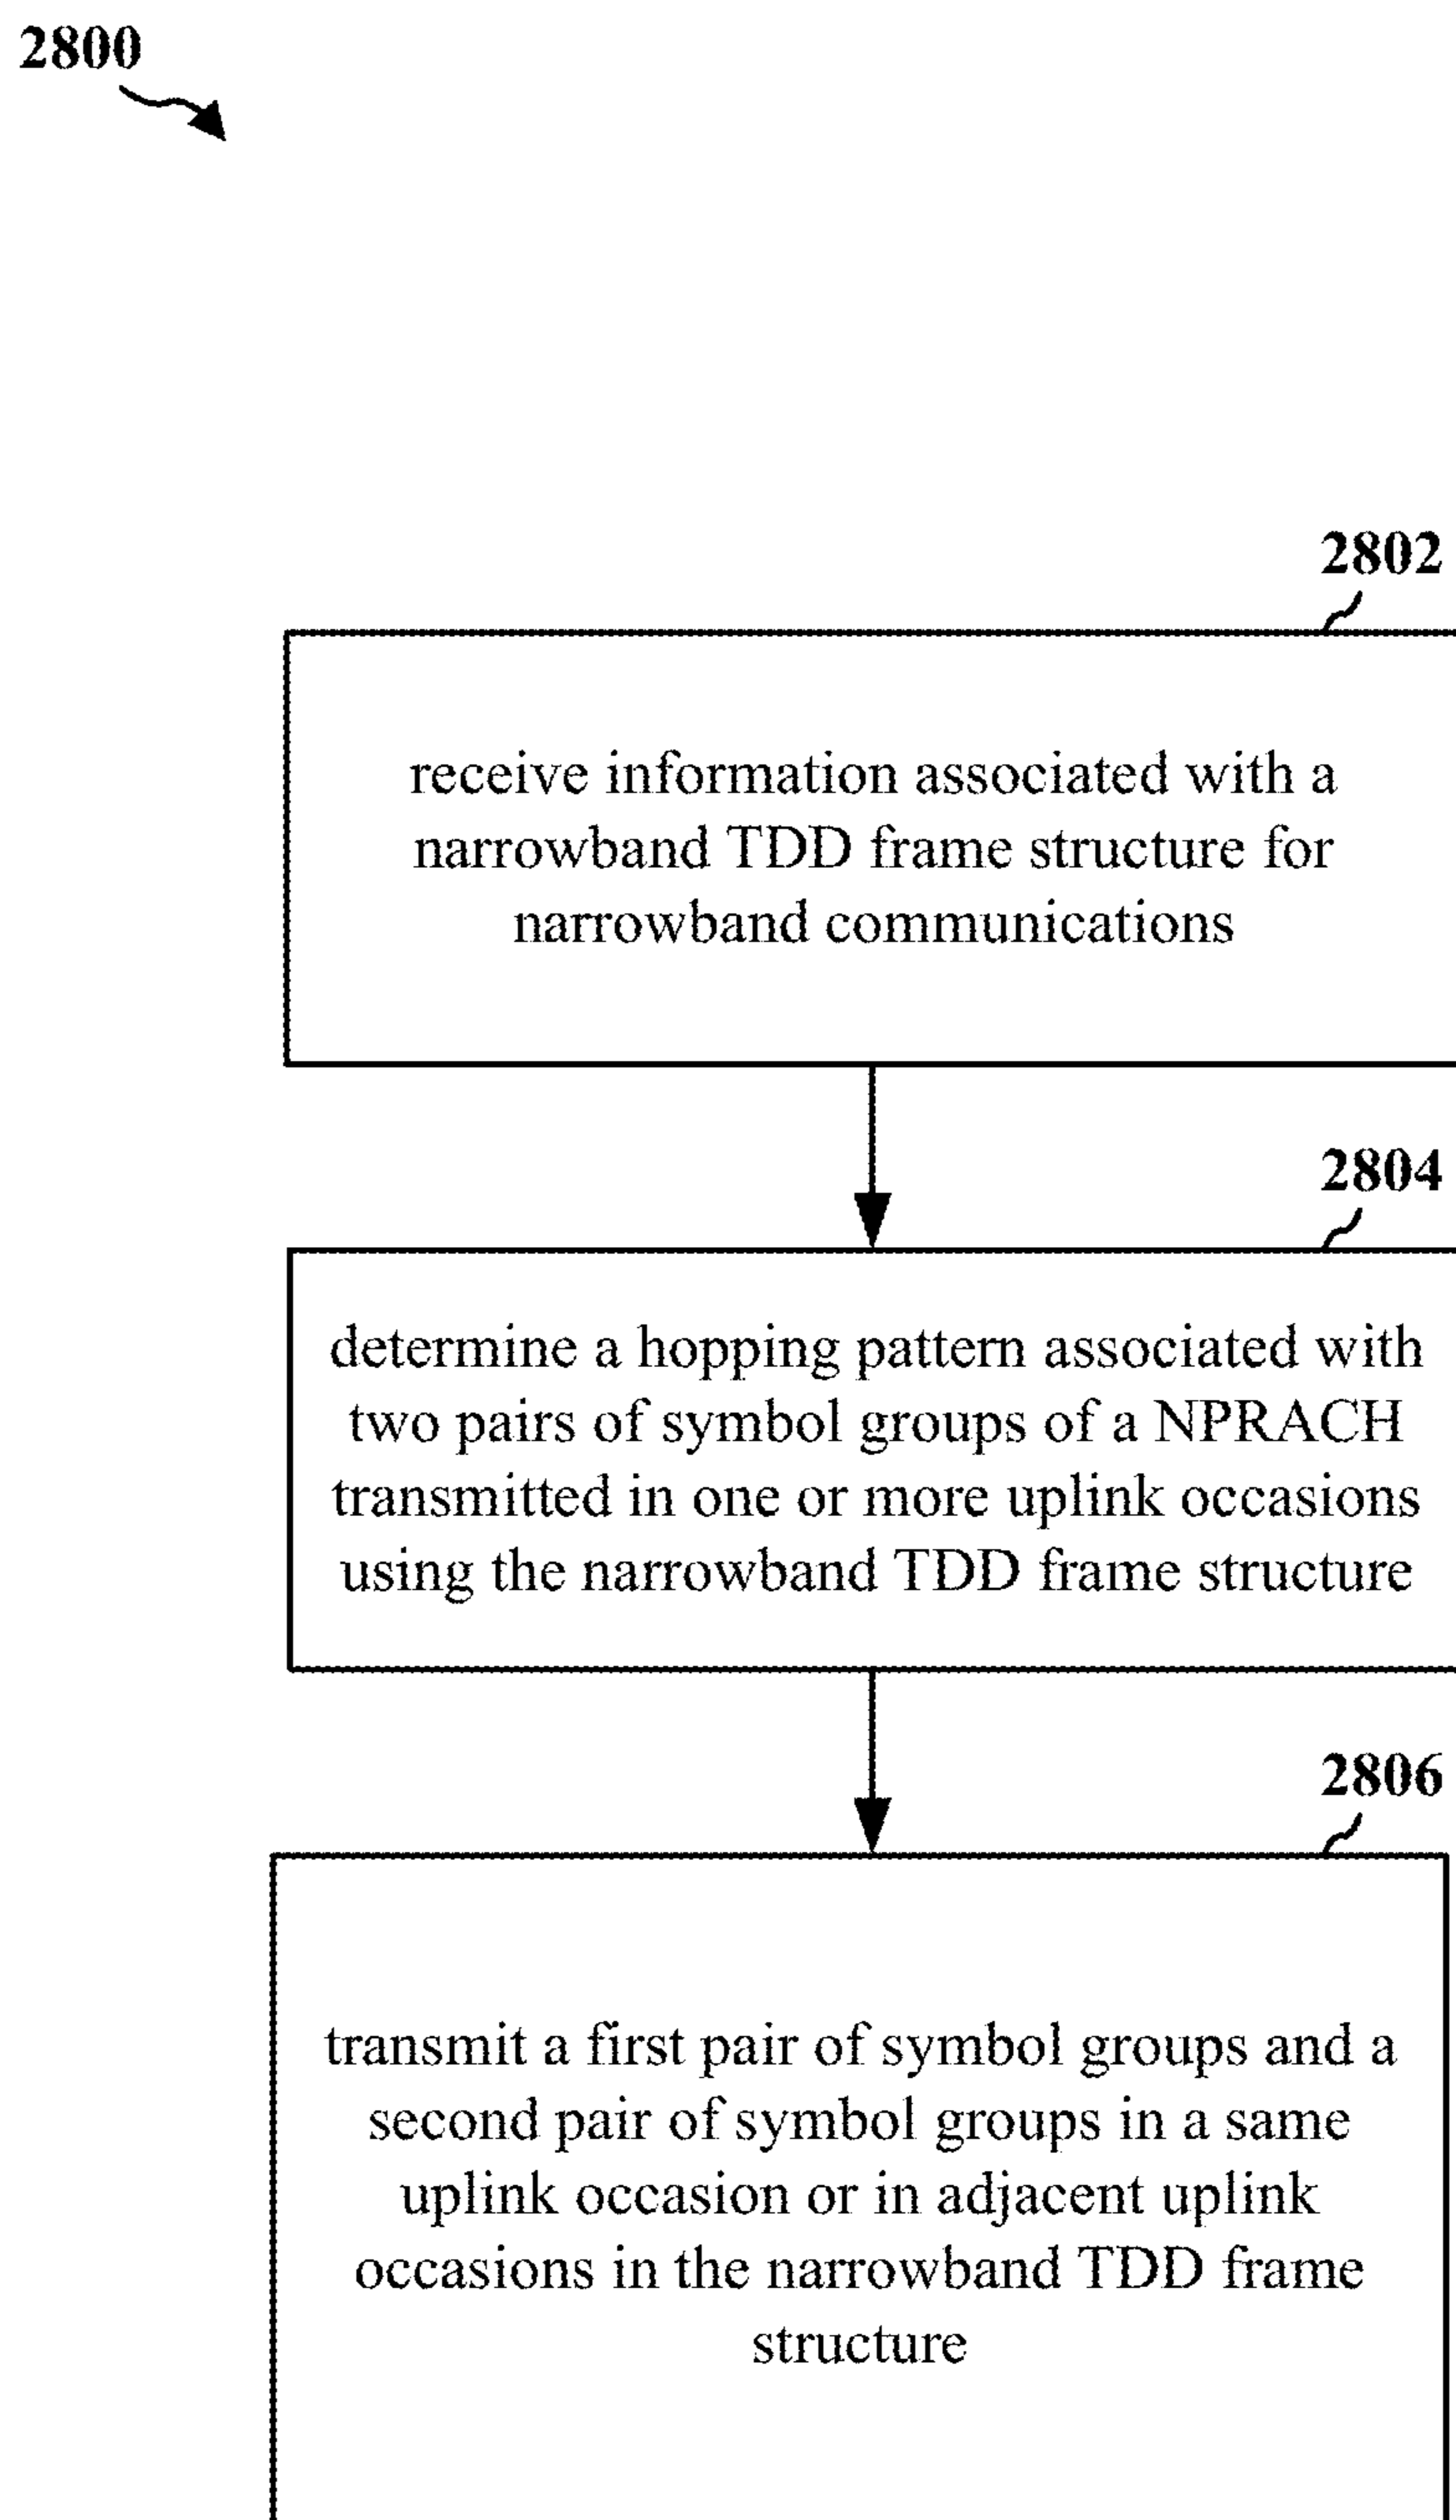 2800
2802
receive information associated with a
narrowband TDD frame structure for
narrowband communications
2804
determine a hopping pattern associated with
two pairs of symbol groups of a NPRACH
transmitted in one or more uplink occasions
using the narrowband TDD frame structure
2806
transmit a first pair of symbol groups and a
second pair of symbol groups in a same
uplink occasion or in adjacent uplink
occasions in the narrowband TDD frame
structure